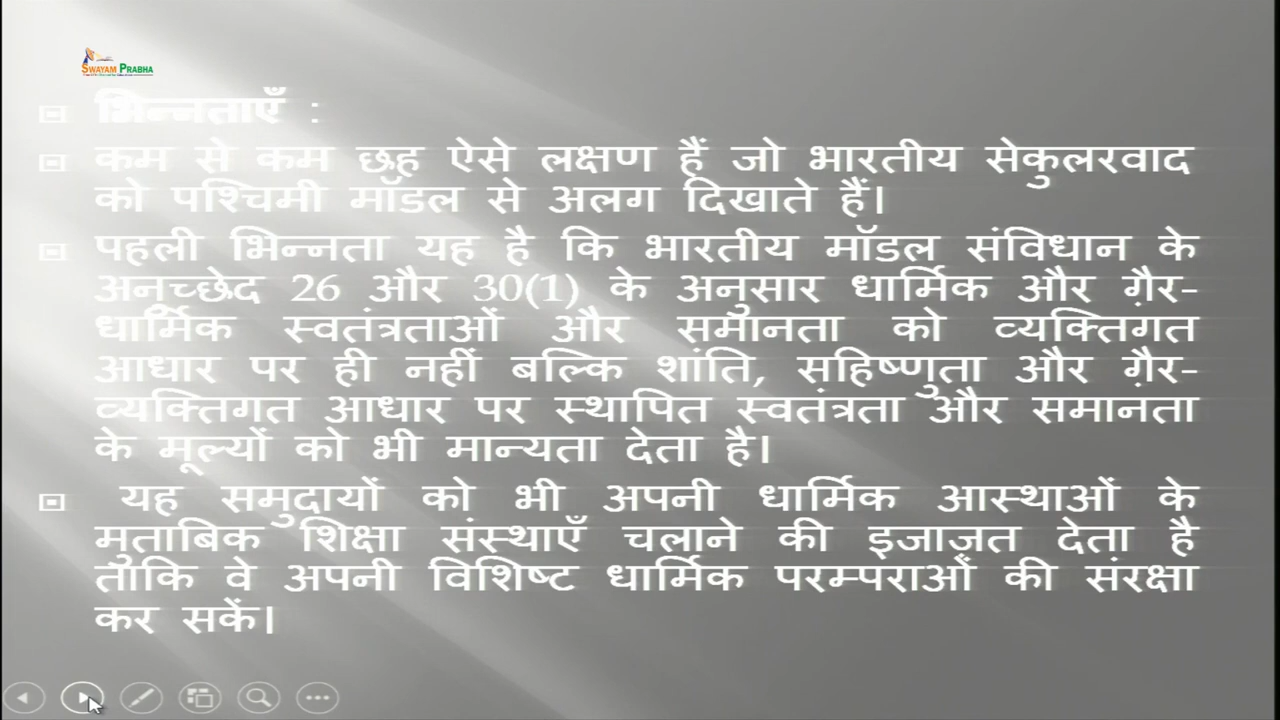 SWAYAM PRABHA
भिन्नताएँ :
कम से कम छह ऐसे लक्षण हैं जो भारतीय सेकुलरवाद
को पश्चिमी मॉडल से अलग दिखाते हैं।
पहली भिन्नता यह है कि भारतीय मॉडल संविधान के
अनुच्छेद 26 और 30(1) के अनुसार धार्मिक और ग़ैर-
धार्मिक स्वतंत्रताओं और समानता को व्यक्तिगत
आधार पर ही नहीं बल्कि शांति, सहिष्णुता और ग़ैर-
व्यक्तिगत आधार पर स्थापित स्वतंत्रता और समानता
के मूल्यों को भी मान्यता देता है।
यह समुदायों को भी अपनी धार्मिक आस्थाओं के
मुताबिक शिक्षा संस्थाएँ चलाने की इजाज़त देता है
ताकि वे अपनी विशिष्ट धार्मिक परम्पराओं की संरक्षा
कर सकें।